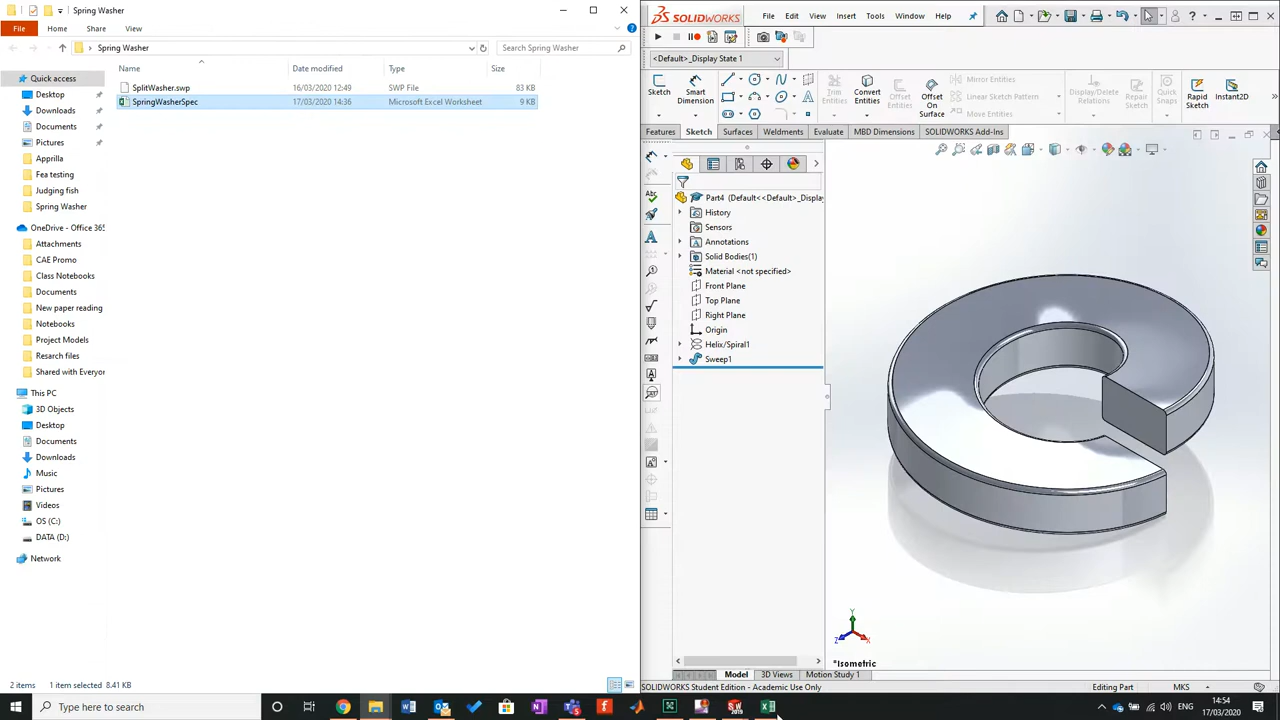 Spring Washer
File
Home
Share
View
Spring Washer
Search Spring Washer
Name
Date modified
Type
Size
SplitWasher.swp
16/03/2020 12:49
SWP File
83 KB
SpringWasherSpec
17/03/2020 14:36
Microsoft Excel Worksheet
9 KB
Quick access
Desktop
Downloads
Documents
Pictures
Apprilla
Fea testing
Judging fish
Spring Washer
OneDrive - Office 365
Attachments
CAE Promo
Class Notebooks
Documents
New paper reading
Notebooks
Project Models
Resarch files
Shared with Everyon
This PC
3D Objects
Desktop
Documents
Downloads
Music
Pictures
Videos
OS (C:)
DATA (D:)
Network
2 items
1 item selected 8.41 KB
SOLIDWORKS
File
Edit
View
Insert
Tools
Window
Help
<Default>_Display State 1
Sketch
Smart Dimension
Trim Entities
Convert Entities
Offset Entities
Offset On Surface
Mirror Entities
Linear Sketch Pattern
Move Entities
Display/Delete Relations
Repair Sketch
Quick Snaps
Rapid Sketch
Instant2D
Features
Sketch
Surfaces
Weldments
Evaluate
MBD Dimensions
SOLIDWORKS Add-Ins
Part4 (Default<<Default>_Display
History
Sensors
Annotations
Solid Bodies(1)
Material <not specified>
Front Plane
Top Plane
Right Plane
Origin
Helix/Spiral1
Sweep1
Y
Z
X
*Isometric
Model
3D Views
Motion Study 1
SOLIDWORKS Student Edition - Academic Use Only
Editing Part
MKS
Type here to search
ENG
14:54
17/03/2020